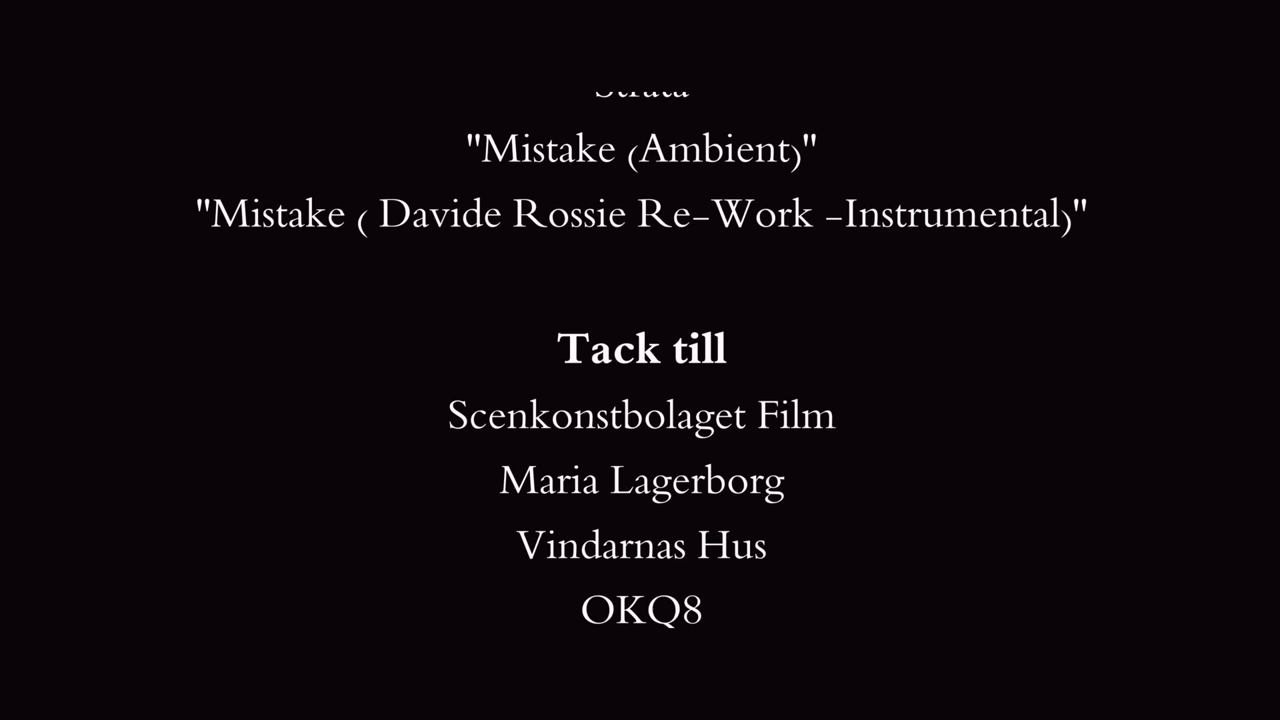 "Mistake (Ambient)"
"Mistake ( Davide Rossie Re-Work -Instrumental)"
Tack till
Scenkonstbolaget Film
Maria Lagerborg
Vindarnas Hus
OKQ8